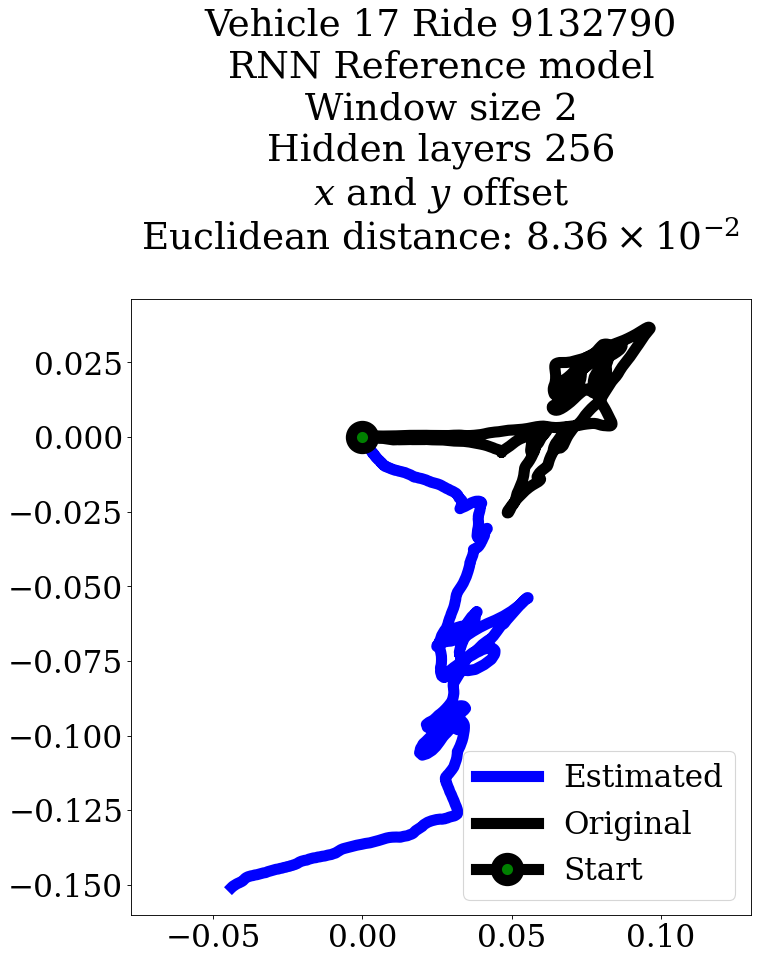 Vehicle 17 Ride 9132790
RNN Reference model
Window size 2
Hidden layers 256
x and y offset
Euclidean distance: 8.36 × 10⁻²
0.025
0.000
−0.025
−0.050
−0.075
−0.100
−0.125
−0.150
Estimated
Original
Start
−0.05 0.00 0.05 0.10